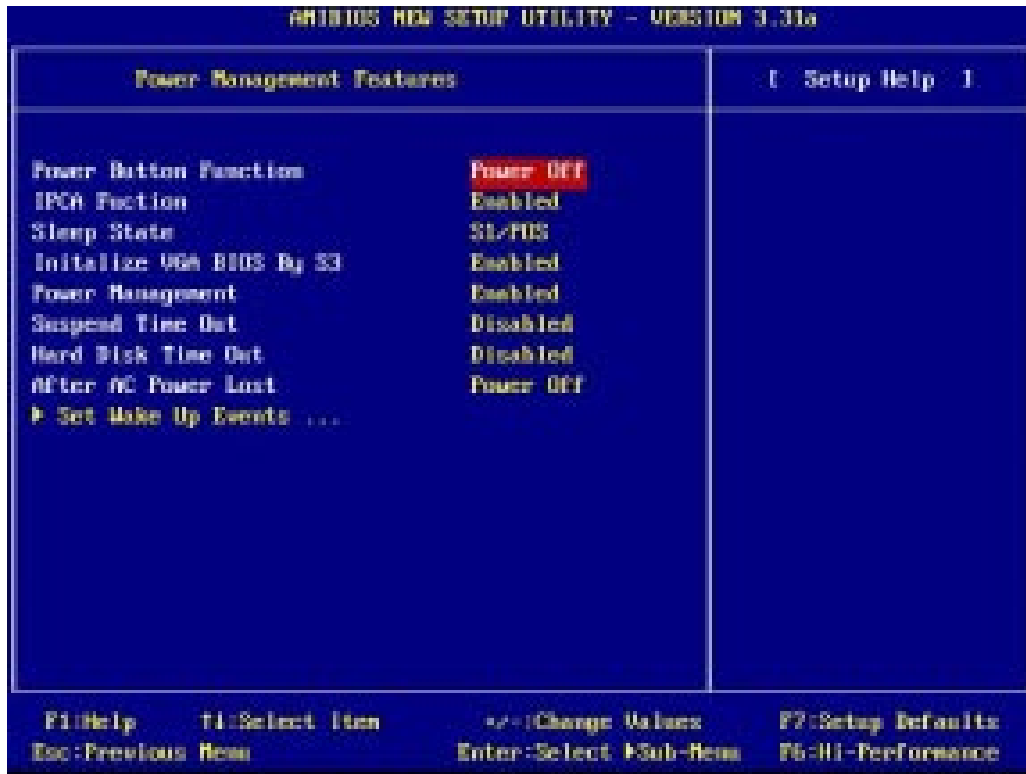 AMIBIOS NEW SETUP UTILITY - VERSION 3.31a
Power Management Features
[ Setup Help ]
Power Button Function Power Off
IPCA Fuction Enabled
Sleep State S1/POS
Initalize VGA BIOS By S3 Enabled
Power Management Enabled
Suspend Time Out Disabled
Hard Disk Time Out Disabled
After AC Power Lost Power Off
▶ Set Wake Up Events ...
F1:Help ↑↓:Select Item +/-:Change Values F7:Setup Defaults
Esc:Previous Menu Enter:Select ▶Sub-Menu F6:Hi-Performance